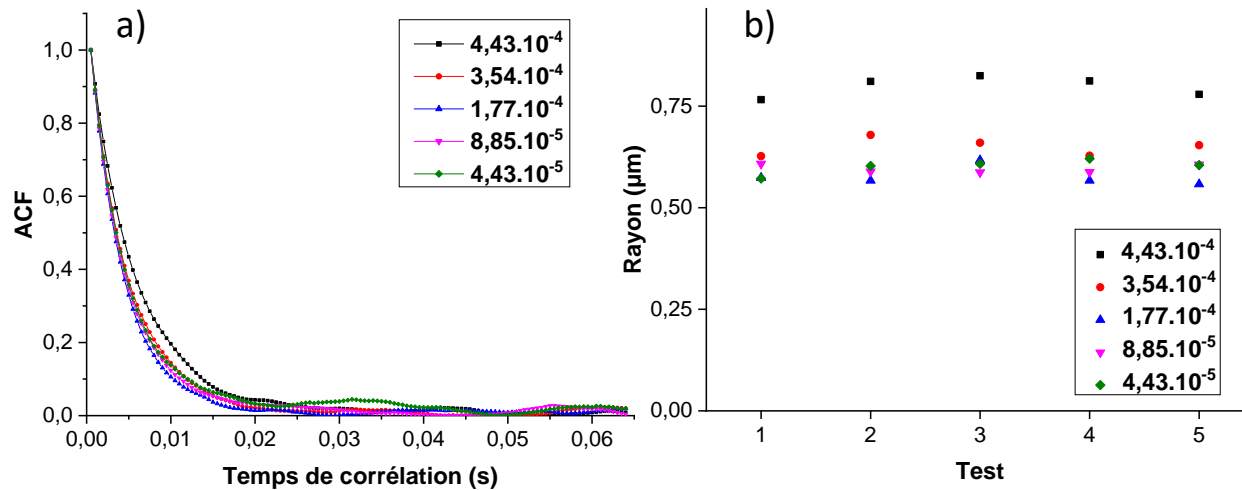 a)
4,43.10-4
3,54.10-4
1,77.10-4
8,85.10-5
4,43.10-5
1,0
0,8
0,6
0,4
0,2
0,0
ACF
0,00 0,01 0,02 0,03 0,04 0,05 0,06
Temps de corrélation (s)
b)
0,75
0,50
0,25
0,00
Rayon (µm)
4,43.10-4
3,54.10-4
1,77.10-4
8,85.10-5
4,43.10-5
1 2 3 4 5
Test